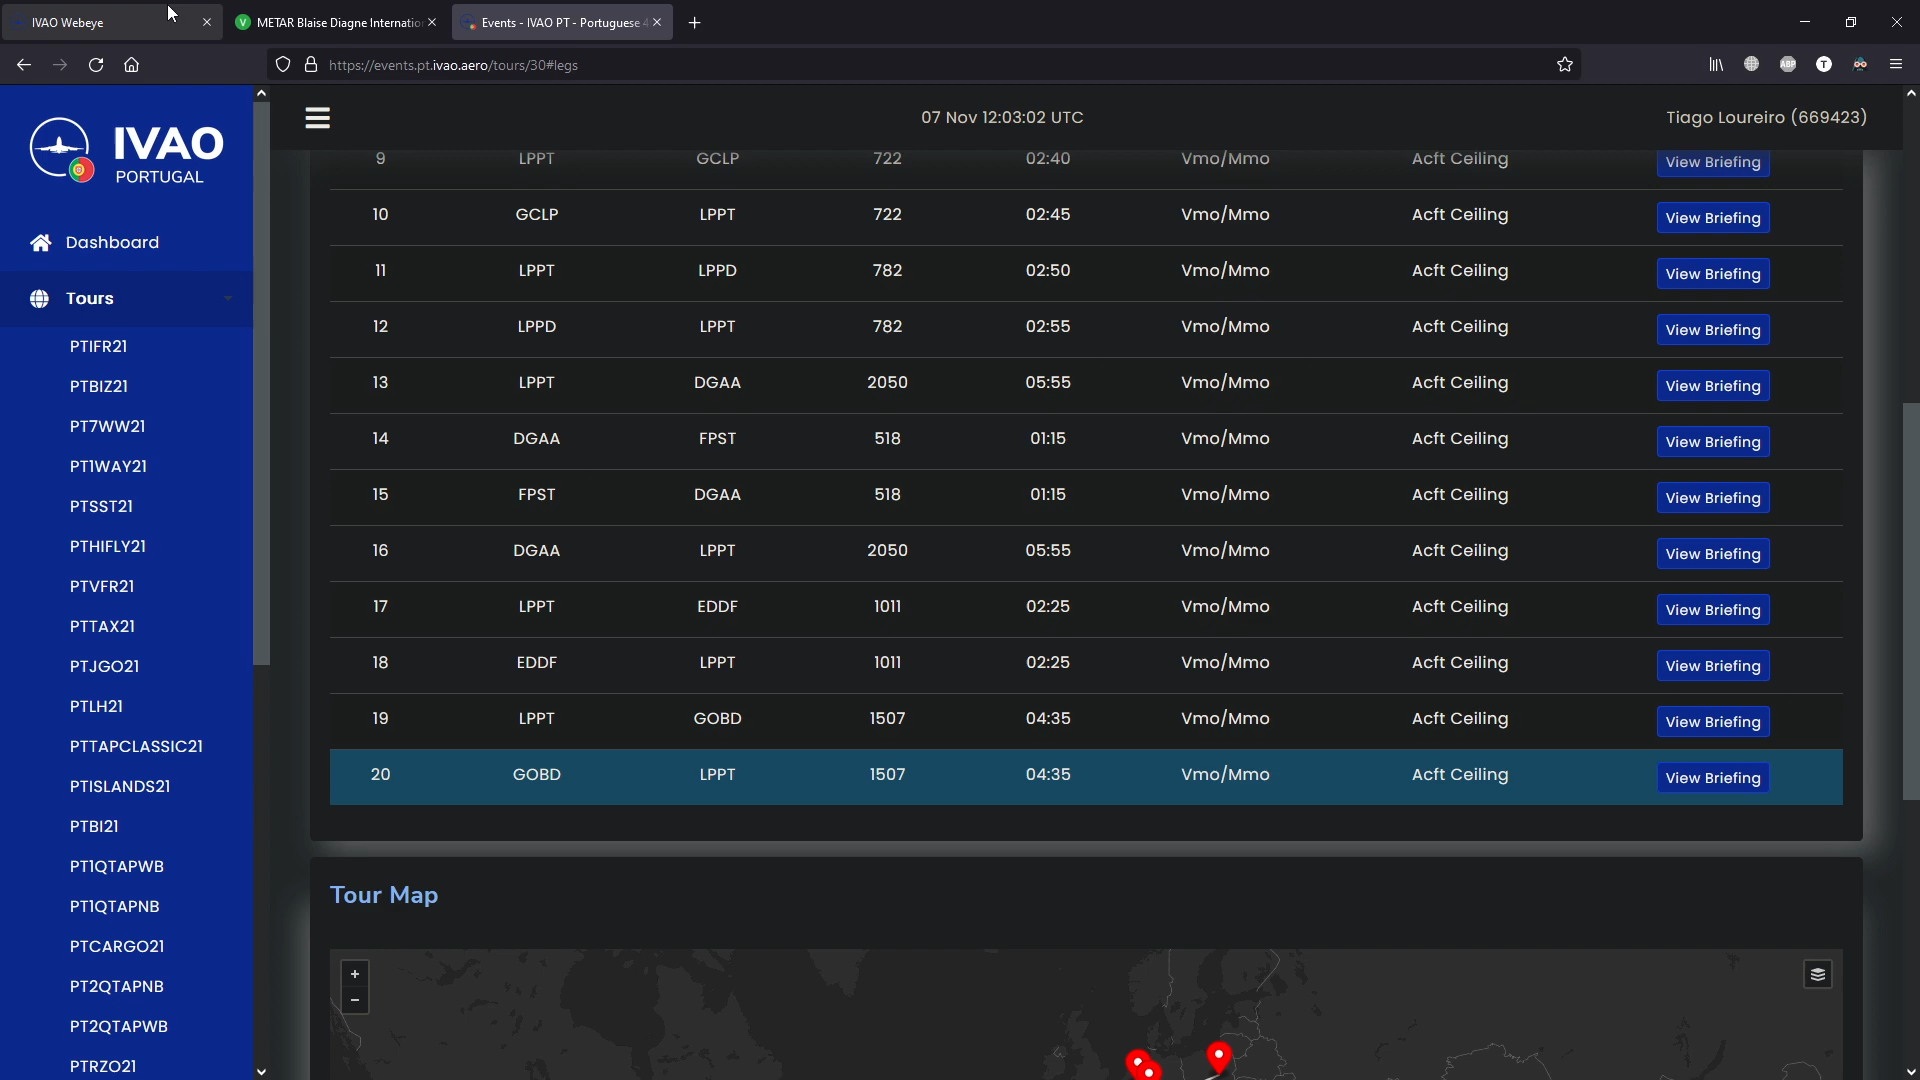 IVAO Webeye
METAR Blaise Diagne Internatio
Events - IVAO PT - Portuguese
https://events.pt.ivao.aero/tours/30#legs
ABP
T
IVAO
PORTUGAL
07 Nov 12:03:02 UTC
Tiago Loureiro (669423)
Dashboard
Tours
PTIFR21
PTBIZ21
PT7WW21
PT1WAY21
PTSST21
PTHIFLY21
PTVFR21
PTTAX21
PTJGO21
PTLH21
PTTAPCLASSIC21
PTISLANDS21
PTBI21
PT1QTAPWB
PT1QTAPNB
PTCARGO21
PT2QTAPNB
PT2QTAPWB
PTRZO21
9 LPPT GCLP 722 02:40 Vmo/Mmo Acft Ceiling View Briefing
10 GCLP LPPT 722 02:45 Vmo/Mmo Acft Ceiling View Briefing
11 LPPT LPPD 782 02:50 Vmo/Mmo Acft Ceiling View Briefing
12 LPPD LPPT 782 02:55 Vmo/Mmo Acft Ceiling View Briefing
13 LPPT DGAA 2050 05:55 Vmo/Mmo Acft Ceiling View Briefing
14 DGAA FPST 518 01:15 Vmo/Mmo Acft Ceiling View Briefing
15 FPST DGAA 518 01:15 Vmo/Mmo Acft Ceiling View Briefing
16 DGAA LPPT 2050 05:55 Vmo/Mmo Acft Ceiling View Briefing
17 LPPT EDDF 1011 02:25 Vmo/Mmo Acft Ceiling View Briefing
18 EDDF LPPT 1011 02:25 Vmo/Mmo Acft Ceiling View Briefing
19 LPPT GOBD 1507 04:35 Vmo/Mmo Acft Ceiling View Briefing
20 GOBD LPPT 1507 04:35 Vmo/Mmo Acft Ceiling View Briefing
Tour Map
+
−